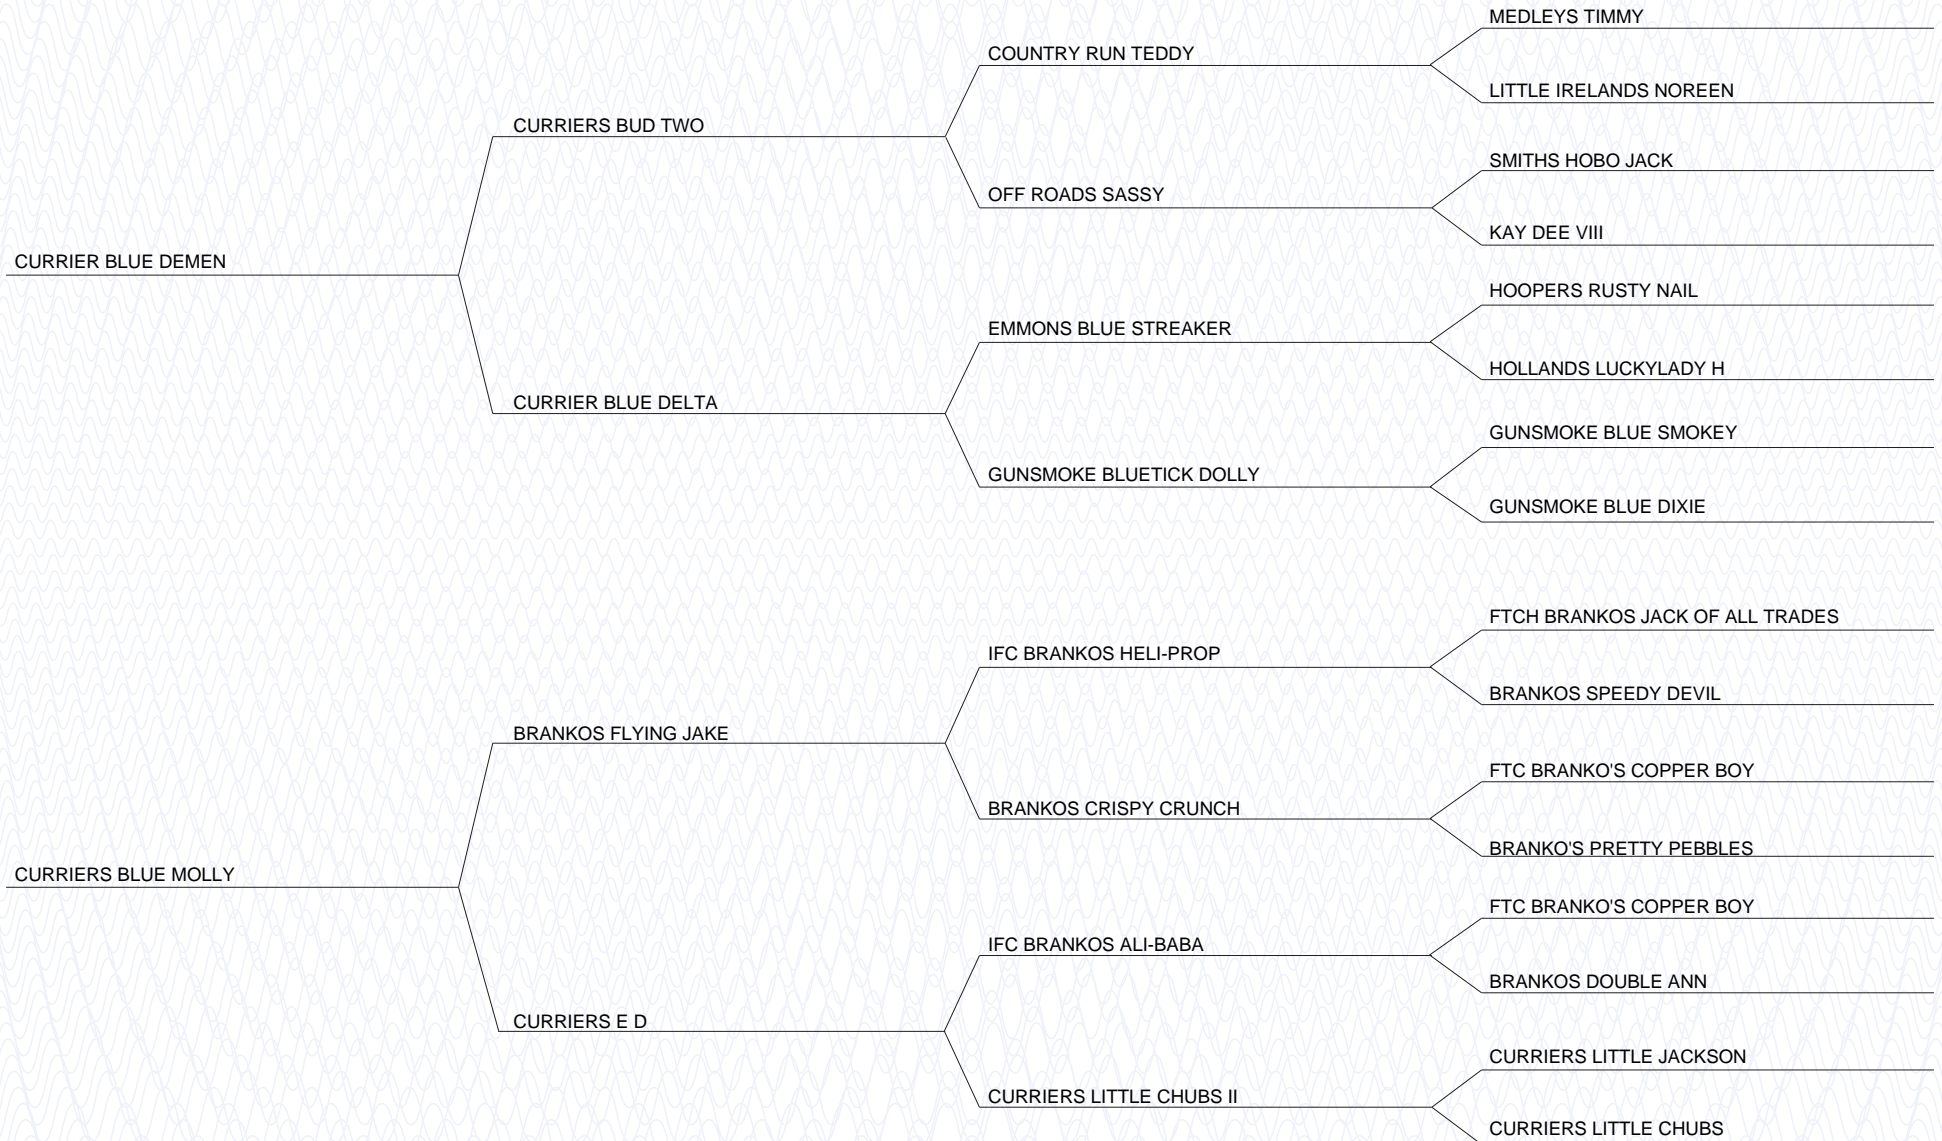 MEDLEYS TIMMY
COUNTRY RUN TEDDY
LITTLE IRELANDS NOREEN
CURRIERS BUD TWO
SMITHS HOBO JACK
OFF ROADS SASSY
KAY DEE VIII
CURRIER BLUE DEMEN
HOOPERS RUSTY NAIL
EMMONS BLUE STREAKER
HOLLANDS LUCKYLADY H
CURRIER BLUE DELTA
GUNSMOKE BLUE SMOKEY
GUNSMOKE BLUETICK DOLLY
GUNSMOKE BLUE DIXIE
FTCH BRANKOS JACK OF ALL TRADES
IFC BRANKOS HELI-PROP
BRANKOS SPEEDY DEVIL
BRANKOS FLYING JAKE
FTC BRANKO'S COPPER BOY
BRANKOS CRISPY CRUNCH
BRANKO'S PRETTY PEBBLES
CURRIERS BLUE MOLLY
FTC BRANKO'S COPPER BOY
IFC BRANKOS ALI-BABA
BRANKOS DOUBLE ANN
CURRIERS E D
CURRIERS LITTLE JACKSON
CURRIERS LITTLE CHUBS II
CURRIERS LITTLE CHUBS